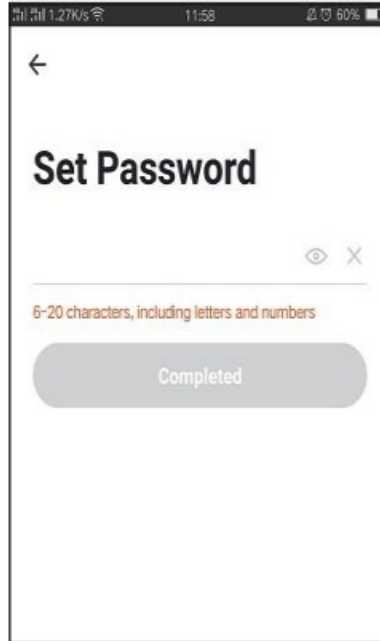 1.27K/s 11:58 60%
Set Password
6-20 characters, including letters and numbers
Completed